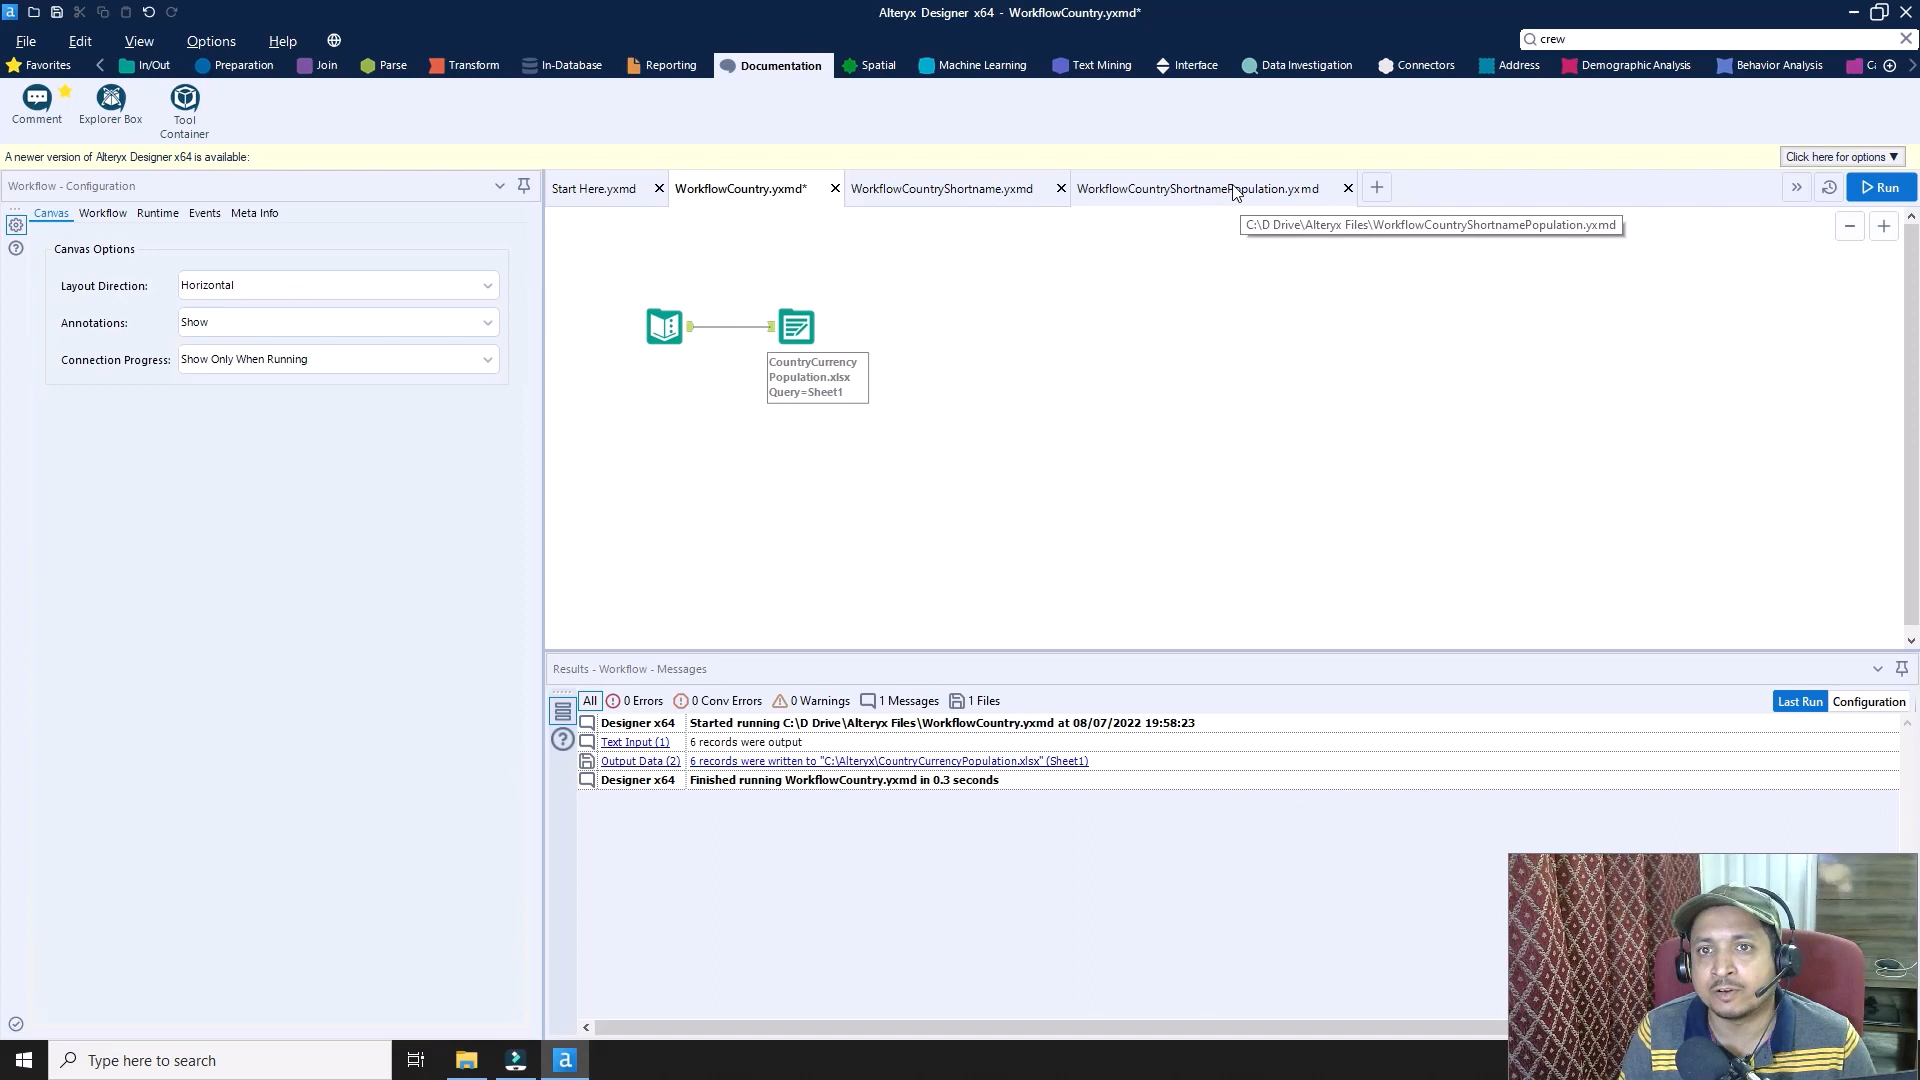 Alteryx Designer x64 - WorkflowCountry.yxmd*
File Edit View Options Help
crew
Favorites In/Out Preparation Join Parse Transform In-Database Reporting Documentation Spatial Machine Learning Text Mining Interface Data Investigation Connectors Address Demographic Analysis Behavior Analysis
Comment Explorer Box Tool
Container
A newer version of Alteryx Designer x64 is available:
Click here for options ▼
Workflow - Configuration
Start Here.yxmd WorkflowCountry.yxmd* WorkflowCountryShortname.yxmd WorkflowCountryShortnamePopulation.yxmd
Run
Canvas Workflow Runtime Events Meta Info
C:\D Drive\Alteryx Files\WorkflowCountryShortnamePopulation.yxmd
Canvas Options
Layout Direction: Horizontal
Annotations: Show
Connection Progress: Show Only When Running
CountryCurrency
Population.xlsx
Query=Sheet1
Results - Workflow - Messages
All 0 Errors 0 Conv Errors 0 Warnings 1 Messages 1 Files
Last Run Configuration
Designer x64 Started running C:\D Drive\Alteryx Files\WorkflowCountry.yxmd at 08/07/2022 19:58:23
Text Input (1) 6 records were output
Output Data (2) 6 records were written to "C:\Alteryx\CountryCurrencyPopulation.xlsx" (Sheet1)
Designer x64 Finished running WorkflowCountry.yxmd in 0.3 seconds
Type here to search